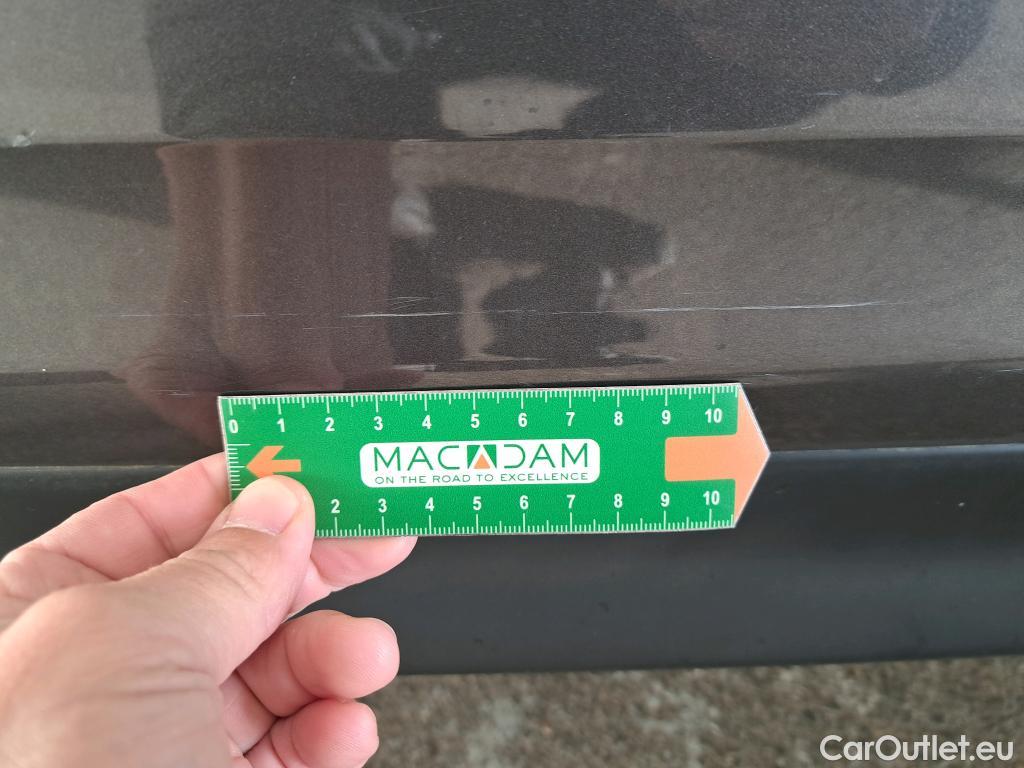 0 1 2 3 4 5 6 7 8 9 10
MACADAM
ON THE ROAD TO EXCELLENCE
2 3 4 5 6 7 8 9 10
CarOutlet.eu